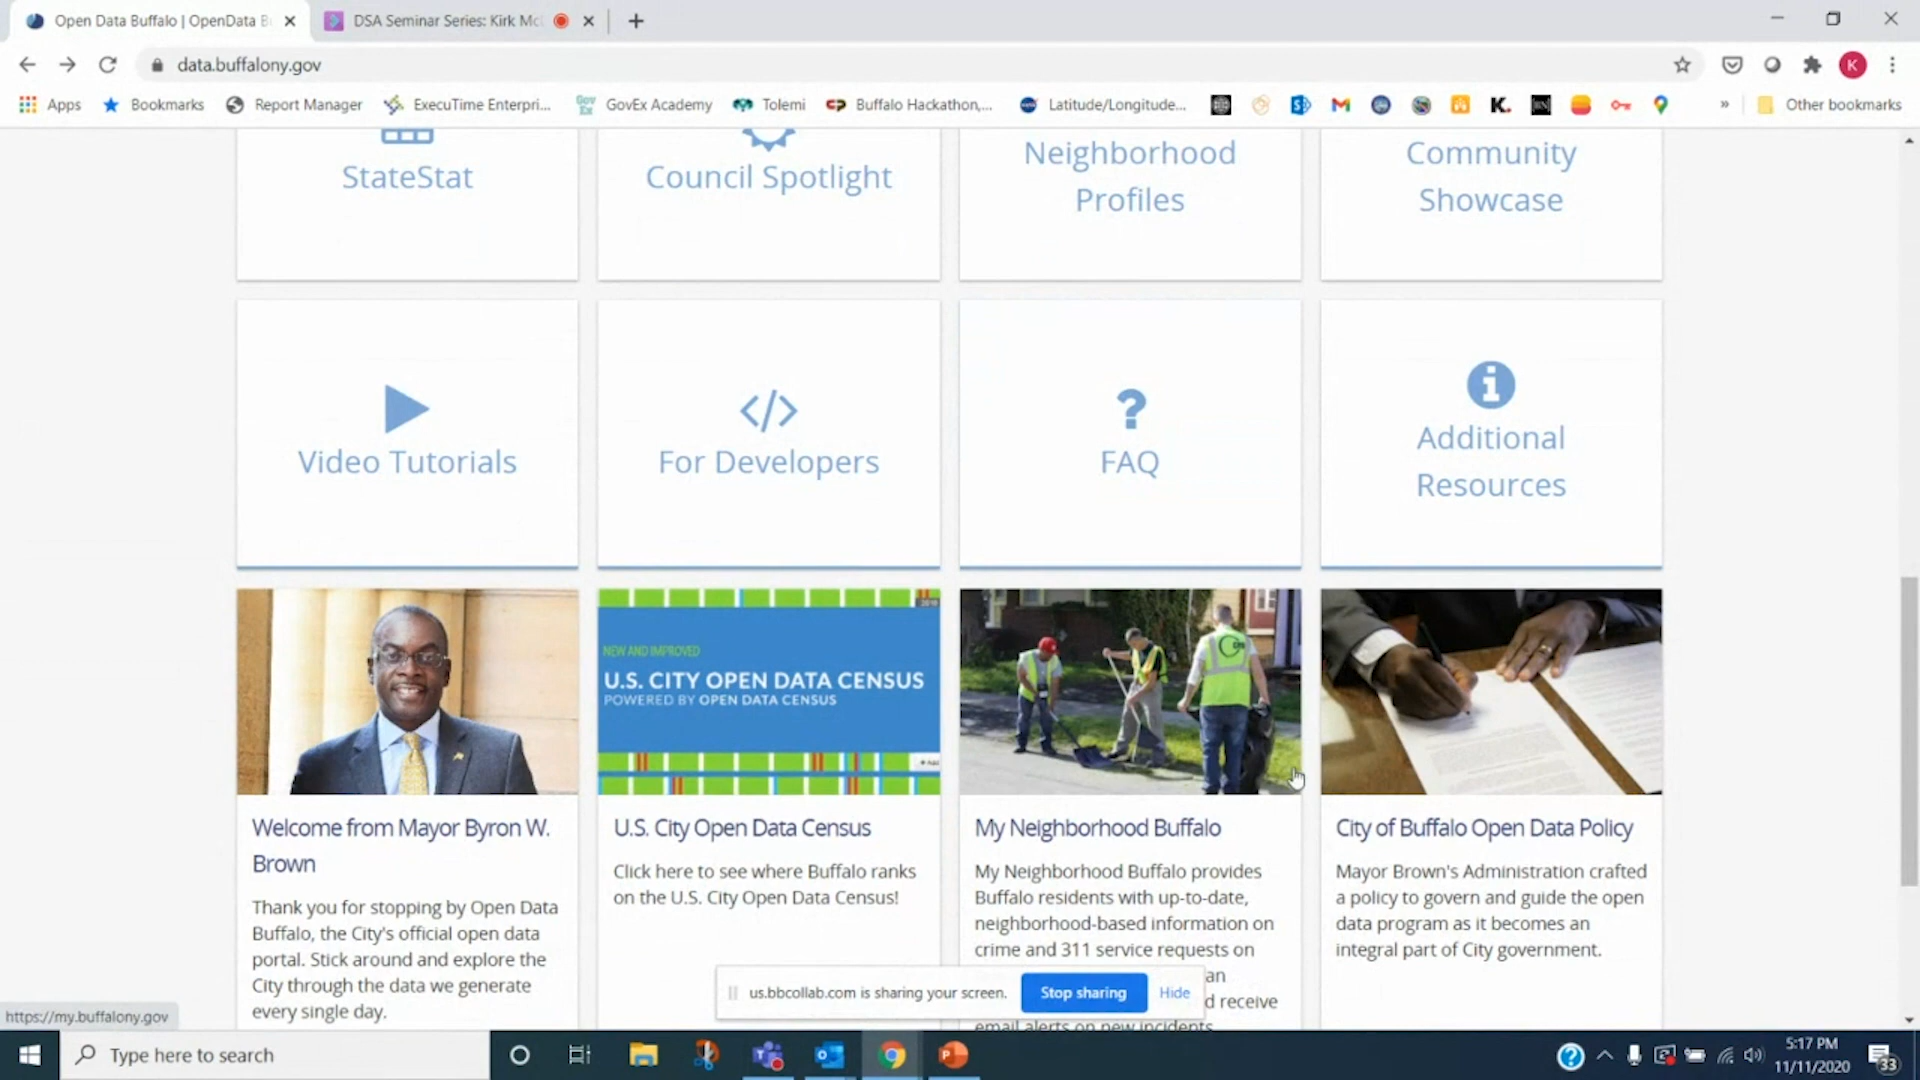 Open Data Buffalo | OpenData B
DSA Seminar Series: Kirk Mc
data.buffalony.gov
K
Apps
Bookmarks
Report Manager
ExecuTime Enterpri...
Gov Ex
GovEx Academy
Tolemi
CP
Buffalo Hackathon,...
Latitude/Longitude...
K.
»
Other bookmarks
StateStat
Council Spotlight
Neighborhood
Profiles
Community
Showcase
Video Tutorials
</>
For Developers
?
FAQ
Additional
Resources
NEW AND IMPROVED
U.S. CITY OPEN DATA CENSUS
POWERED BY OPEN DATA CENSUS
+ Add
Welcome from Mayor Byron W.
Brown
Thank you for stopping by Open Data
Buffalo, the City's official open data
portal. Stick around and explore the
City through the data we generate
every single day.
U.S. City Open Data Census
Click here to see where Buffalo ranks
on the U.S. City Open Data Census!
My Neighborhood Buffalo
My Neighborhood Buffalo provides
Buffalo residents with up-to-date,
neighborhood-based information on
crime and 311 service requests on
an
d receive
email alerts on new incidents
City of Buffalo Open Data Policy
Mayor Brown's Administration crafted
a policy to govern and guide the open
data program as it becomes an
integral part of City government.
us.bbcollab.com is sharing your screen.
Stop sharing
Hide
https://my.buffalony.gov
Type here to search
5:17 PM
11/11/2020
33